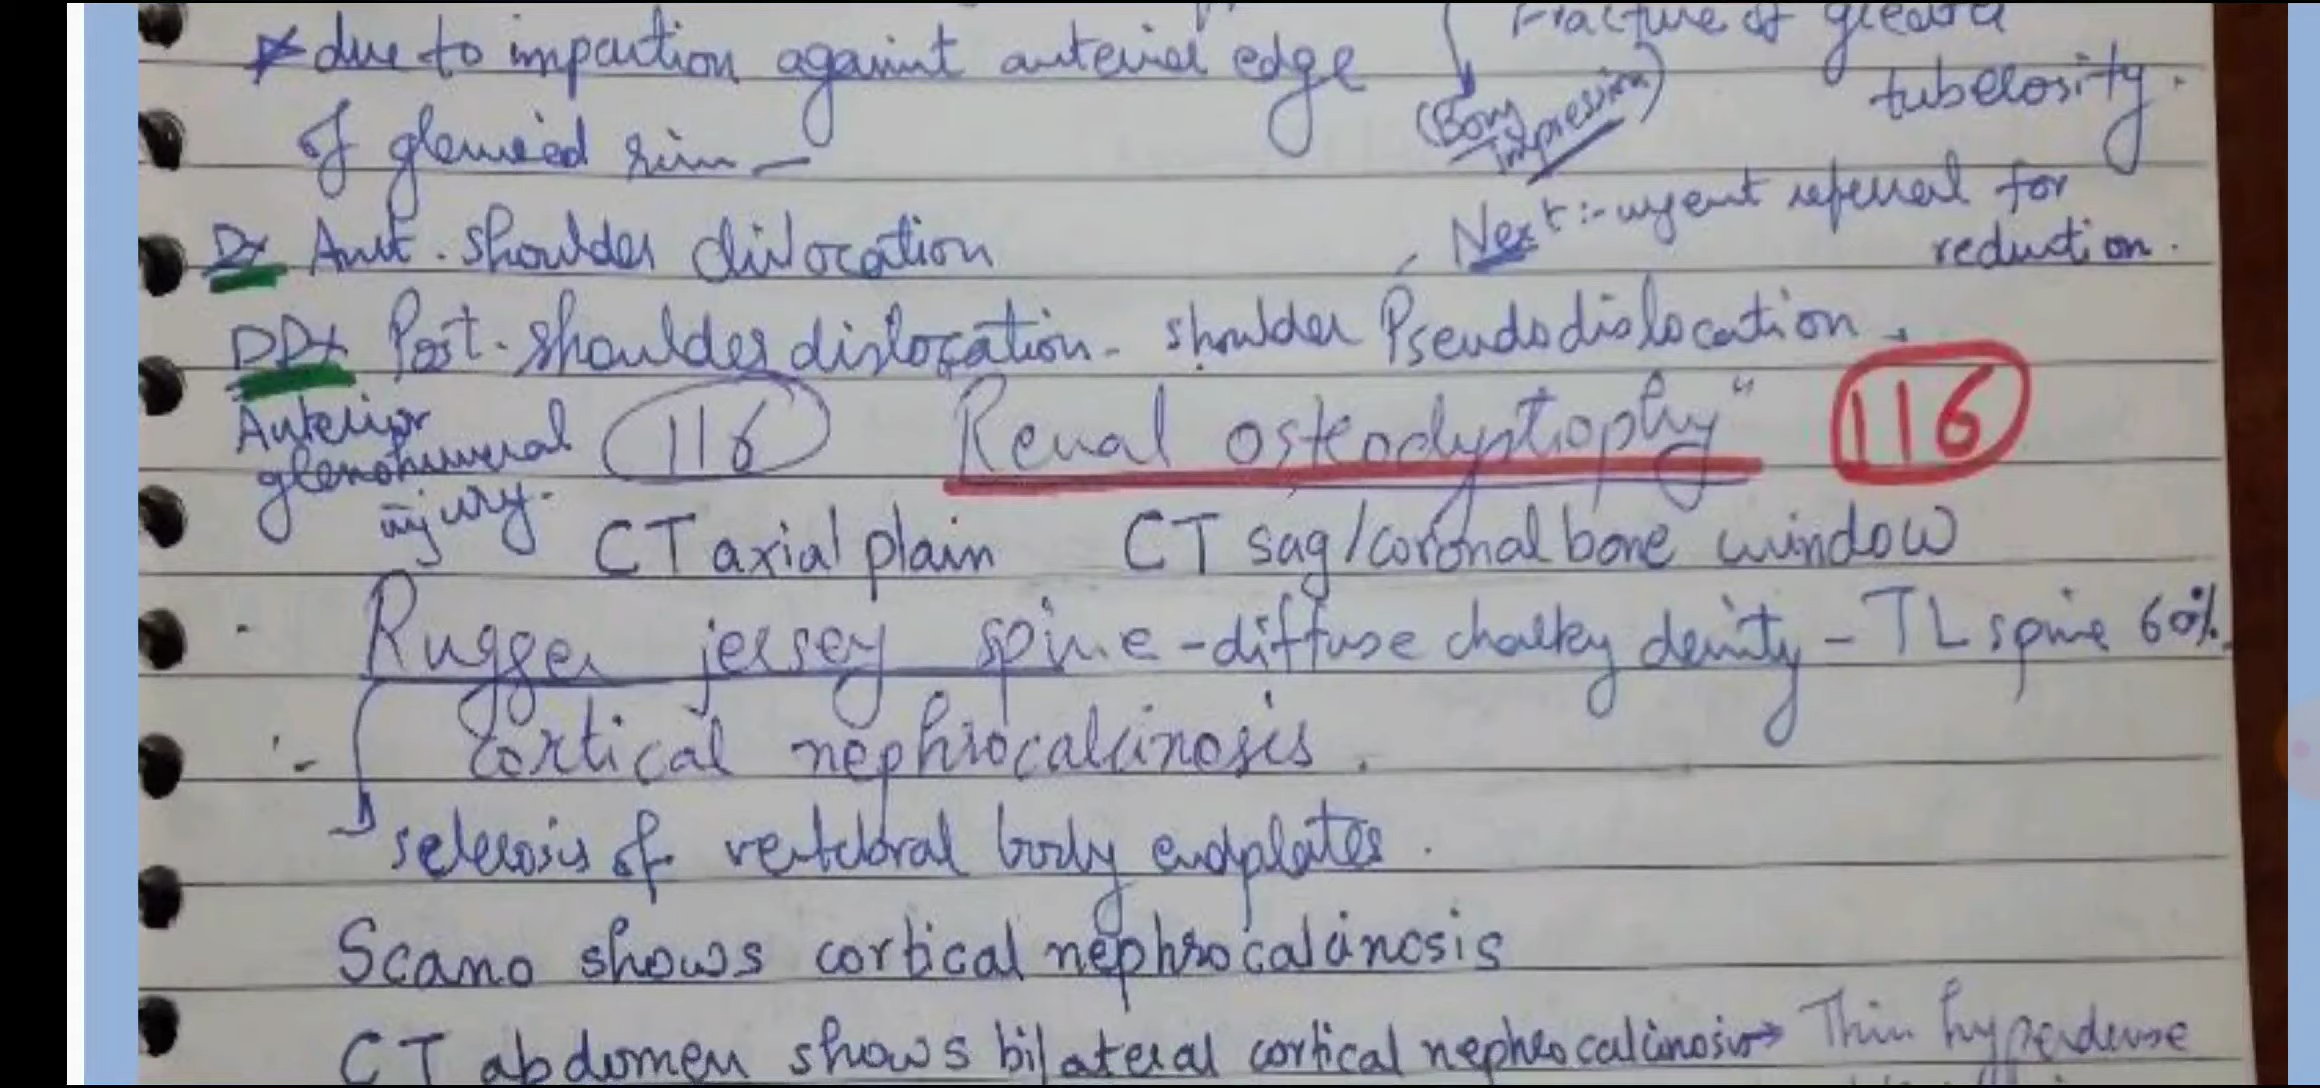 Fracture of greater
* due to impaction against anterior edge
tuberosity.
(Bony Impression)
of glenoid rim –
Next :- urgent referral for
reduction.
Dx Ant. shoulder dislocation
DDx Post. shoulder dislocation - shoulder Pseudodislocation.
Anterior
glenohumeral
injury.
116 Renal osteodystrophy" 116
CT axial plain CT sag/coronal bone window
Rugger jersey spine - diffuse chalky density - TL spine 60%.
cortical nephrocalcinosis.
sclerosis of vertebral body endplates.
Scano shows cortical nephrocalcinosis
CT abdomen shows bilateral cortical nephrocalcinosis → Thin hyperdense